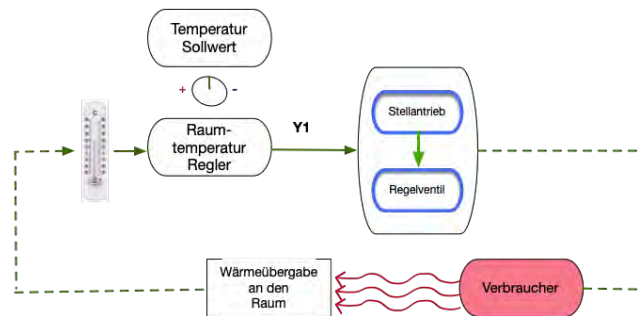 Temperatur
Sollwert
+
-
Raum-
temperatur
Regler
Y1
Stellantrieb
Regelventil
Wärmeübergabe
an den
Raum
Verbraucher